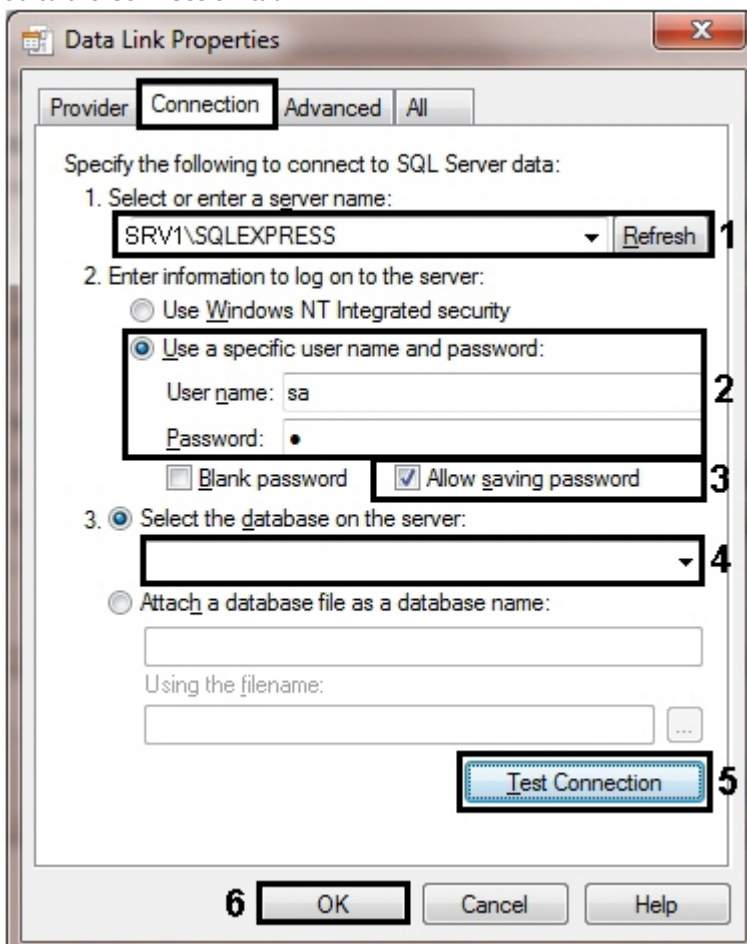 Data Link Properties
Provider Connection Advanced All
Specify the following to connect to SQL Server data:
1. Select or enter a server name:
SRV1\SQLEXPRESS Refresh 1
2. Enter information to log on to the server:
Use Windows NT Integrated security
Use a specific user name and password:
User name: sa 2
Password: ●
Blank password Allow saving password 3
3. Select the database on the server:
4
Attach a database file as a database name:
Using the filename:
...
Test Connection 5
6 OK Cancel Help